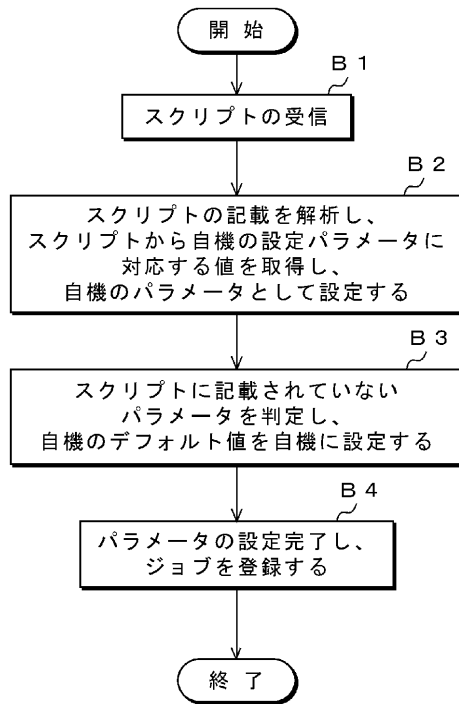 開始
B1
スクリプトの受信
B2
スクリプトの記載を解析し、
スクリプトから自機の設定パラメータに
対応する値を取得し、
自機のパラメータとして設定する
B3
スクリプトに記載されていない
パラメータを判定し、
自機のデフォルト値を自機に設定する
B4
パラメータの設定完了し、
ジョブを登録する
終了